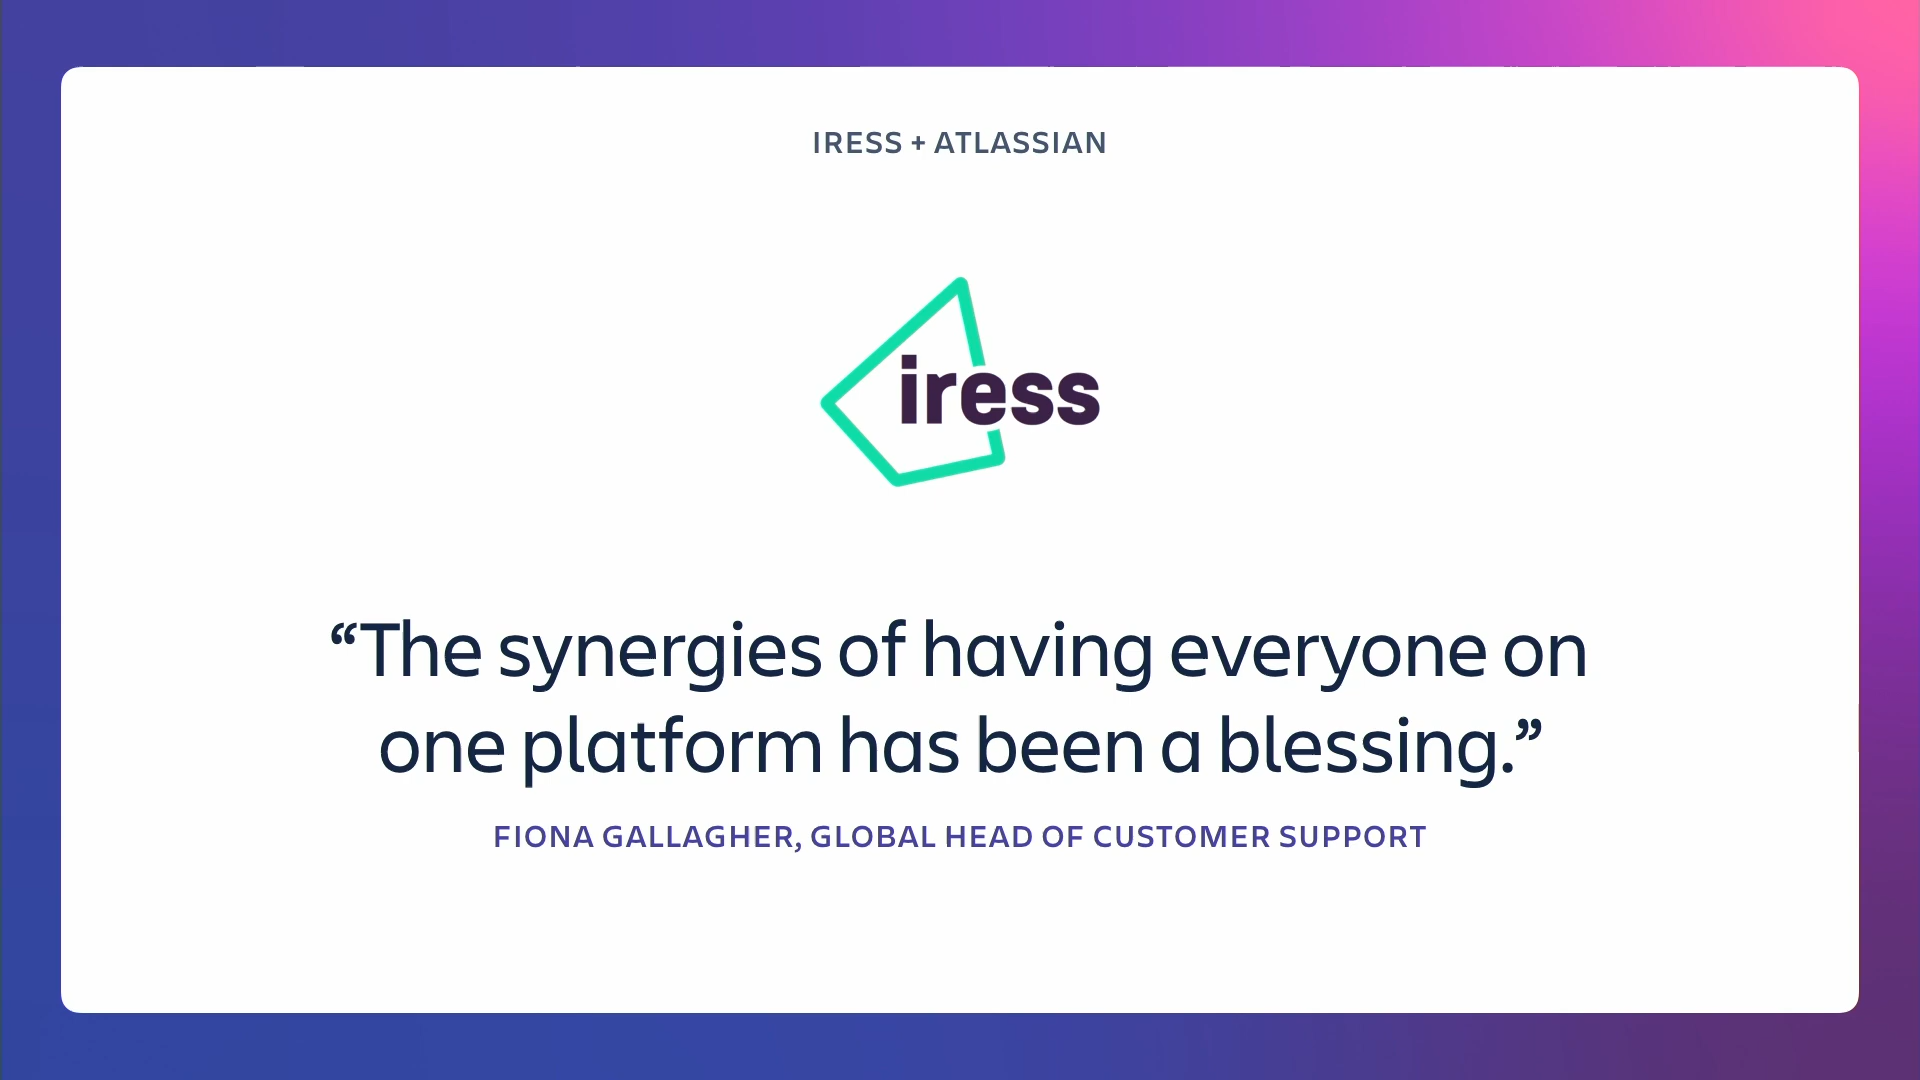 IRESS + ATLASSIAN
iress
“The synergies of having everyone on
one platform has been a blessing.”
FIONA GALLAGHER, GLOBAL HEAD OF CUSTOMER SUPPORT